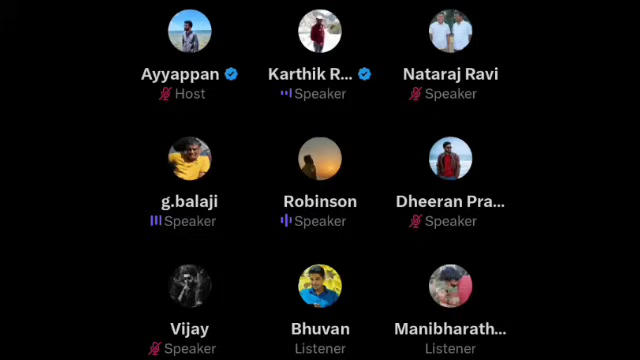 Ayyappan Karthik R... Nataraj Ravi
Host Speaker Speaker
g.balaji Robinson Dheeran Pra...
Speaker Speaker Speaker
Vijay Bhuvan Manibharath...
Speaker Listener Listener